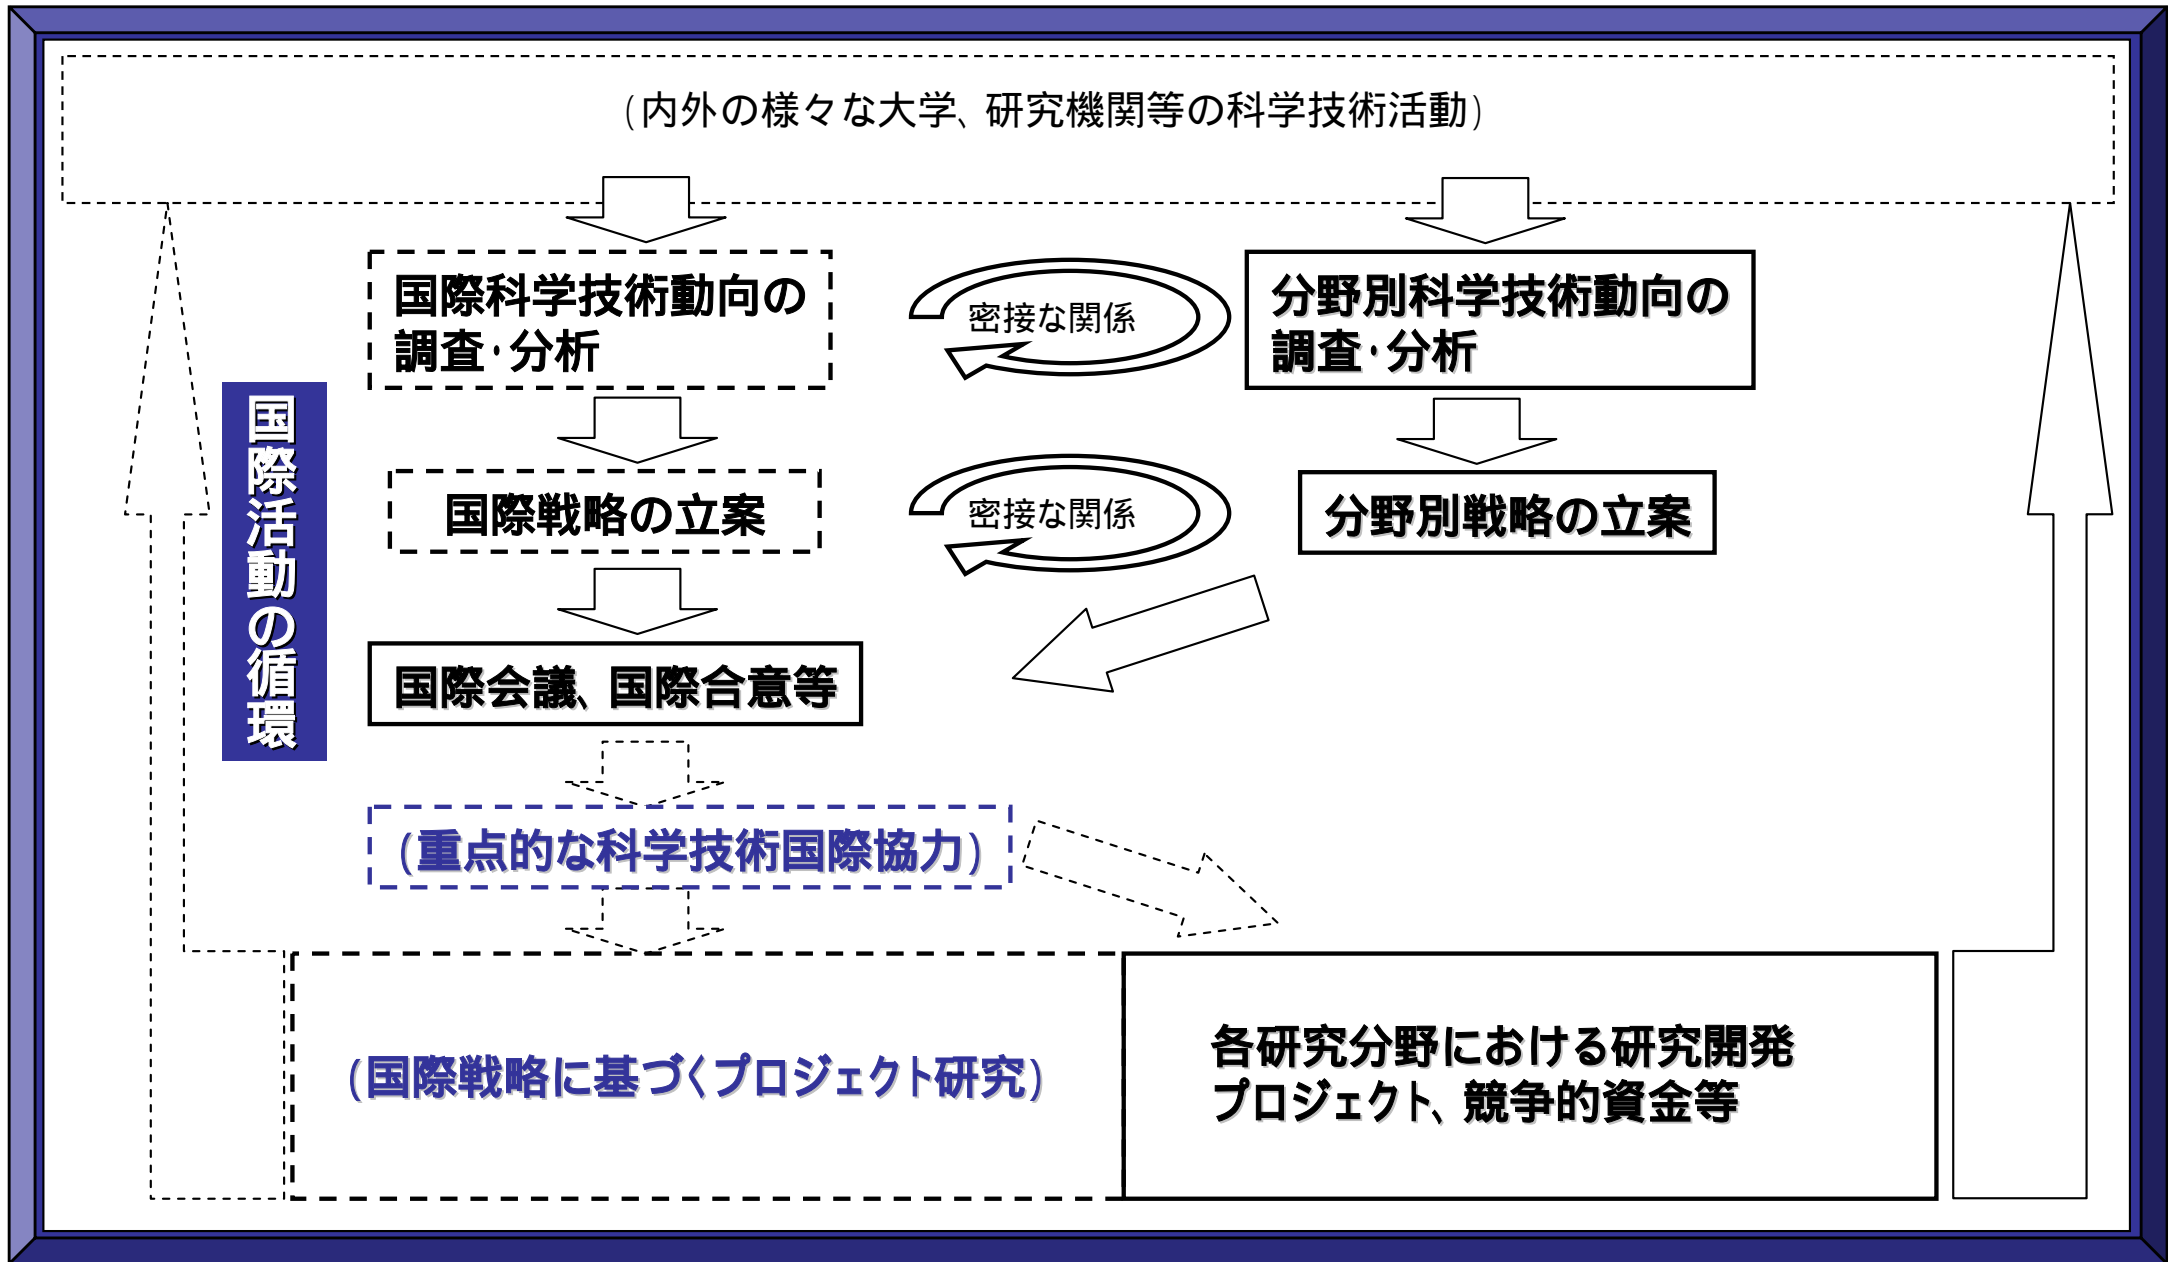 (内外の様々な大学、研究機関等の科学技術活動)
国際科学技術動向の
調査･分析
密接な関係
分野別科学技術動向の
調査･分析
国際活動の循環
国際戦略の立案
密接な関係
分野別戦略の立案
国際会議、国際合意等
(重点的な科学技術国際協力)
(国際戦略に基づくプロジェクト研究)
各研究分野における研究開発
プロジェクト、競争的資金等